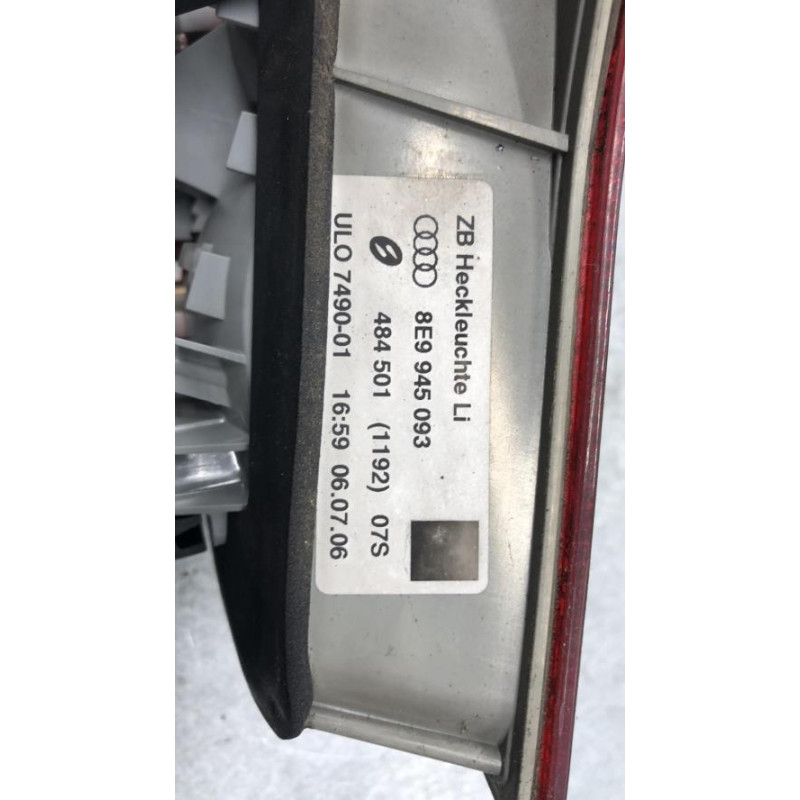 ZB Heckleuchte Li
8E9 945 093
S 484 501 (1192) 07S
ULO 7490-01 16:59 06.07.06